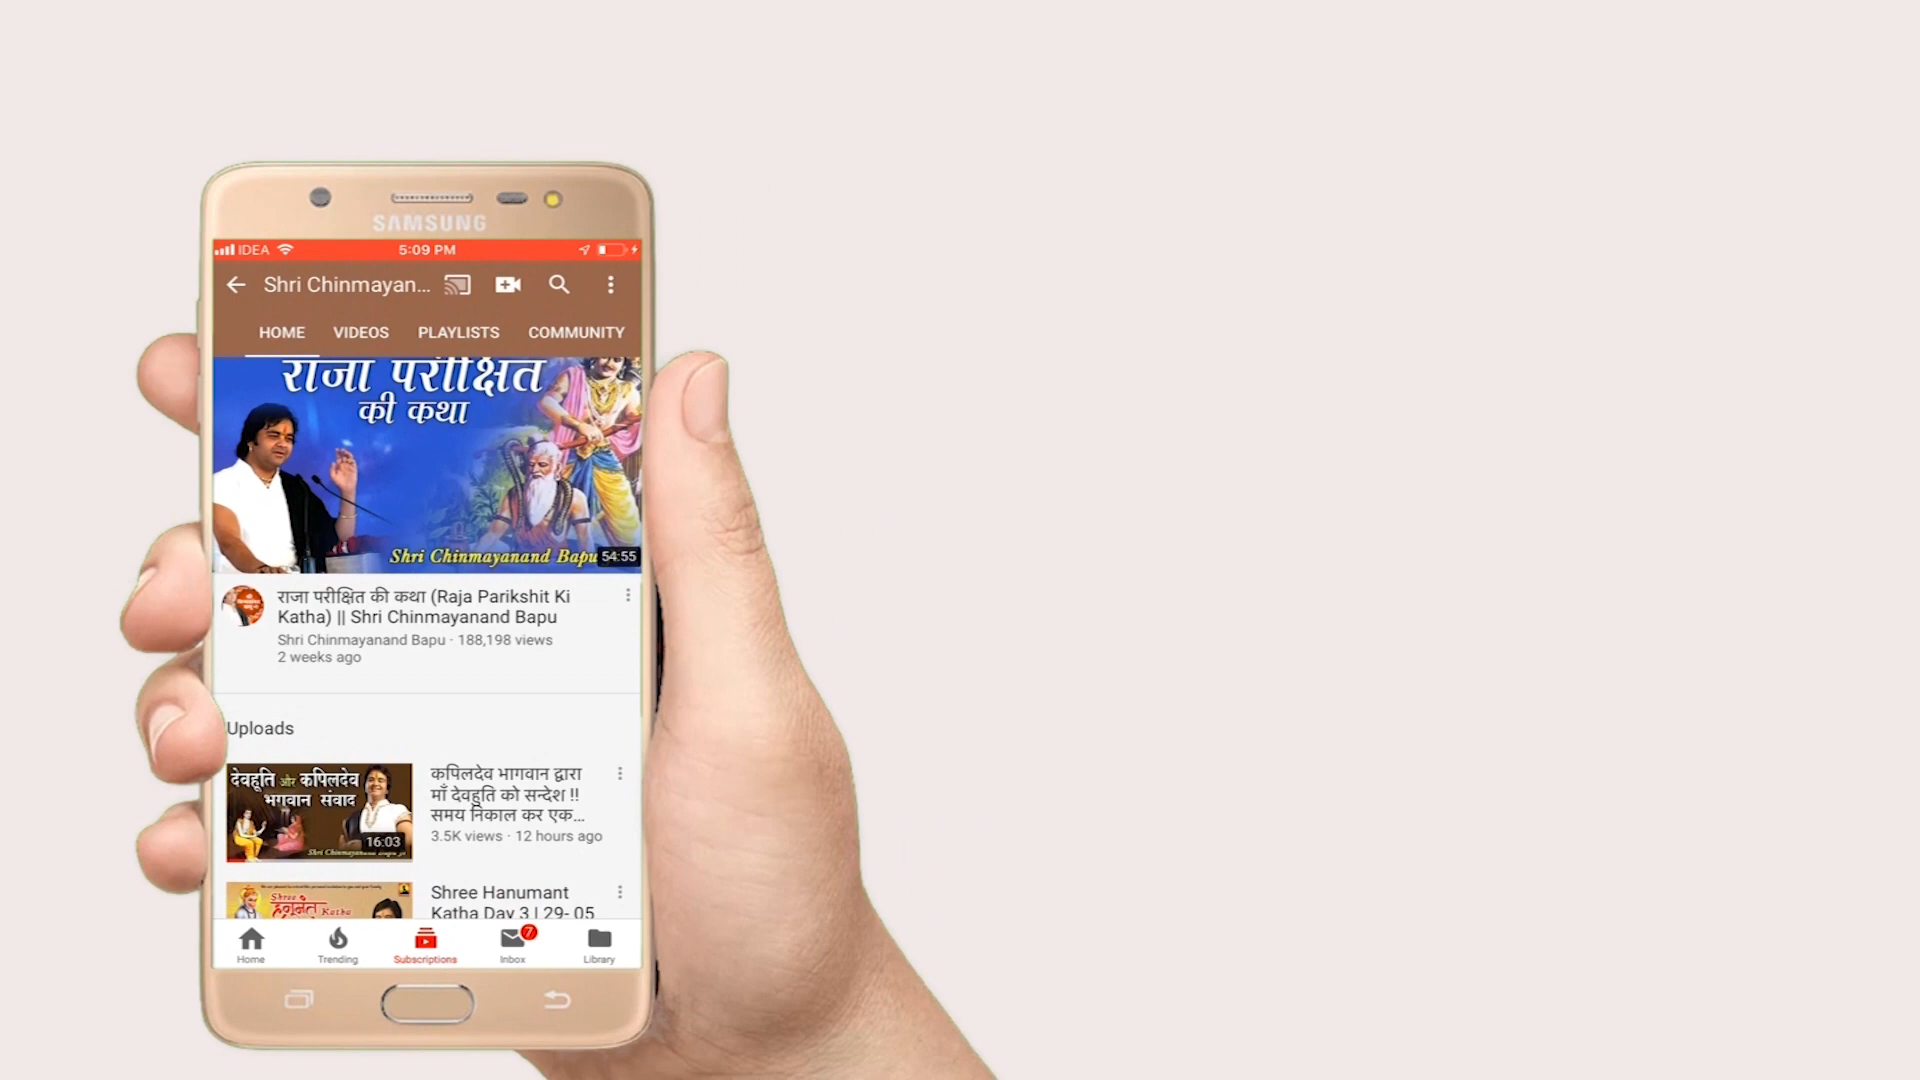 SAMSUNG
IDEA 5:09 PM
Shri Chinmayan...
HOME VIDEOS PLAYLISTS COMMUNITY
राजा परीक्षित
की कथा
Shri Chinmayanand Bapu
54:55
राजा परीक्षित की कथा (Raja Parikshit Ki
Katha) || Shri Chinmayanand Bapu
Shri Chinmayanand Bapu · 188,198 views
2 weeks ago
Uploads
देवहूति और कपिलदेव
भगवान संवाद
16:03
कपिलदेव भागवान द्वारा
माँ देवहुति को सन्देश !!
समय निकाल कर एक...
3.5K views · 12 hours ago
Shree
हनुमंत Katha
Shree Hanumant
Katha Day 3 | 29- 05
Home Trending Subscriptions Inbox Library
7